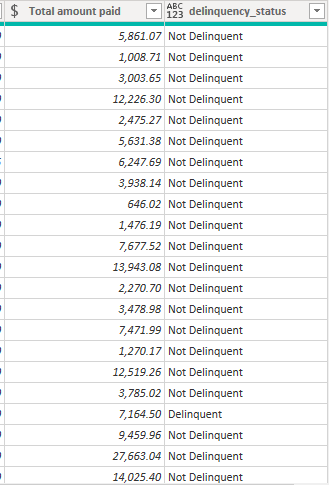 $ Total amount paid ABC 123 delinquency_status
5,861.07 Not Delinquent
1,008.71 Not Delinquent
3,003.65 Not Delinquent
12,226.30 Not Delinquent
2,475.27 Not Delinquent
5,631.38 Not Delinquent
6,247.69 Not Delinquent
3,938.14 Not Delinquent
646.02 Not Delinquent
1,476.19 Not Delinquent
7,677.52 Not Delinquent
13,943.08 Not Delinquent
2,270.70 Not Delinquent
3,478.98 Not Delinquent
7,471.99 Not Delinquent
1,270.17 Not Delinquent
12,519.26 Not Delinquent
3,785.02 Not Delinquent
7,164.50 Delinquent
9,459.96 Not Delinquent
27,663.04 Not Delinquent
14,025.40 Not Delinquent